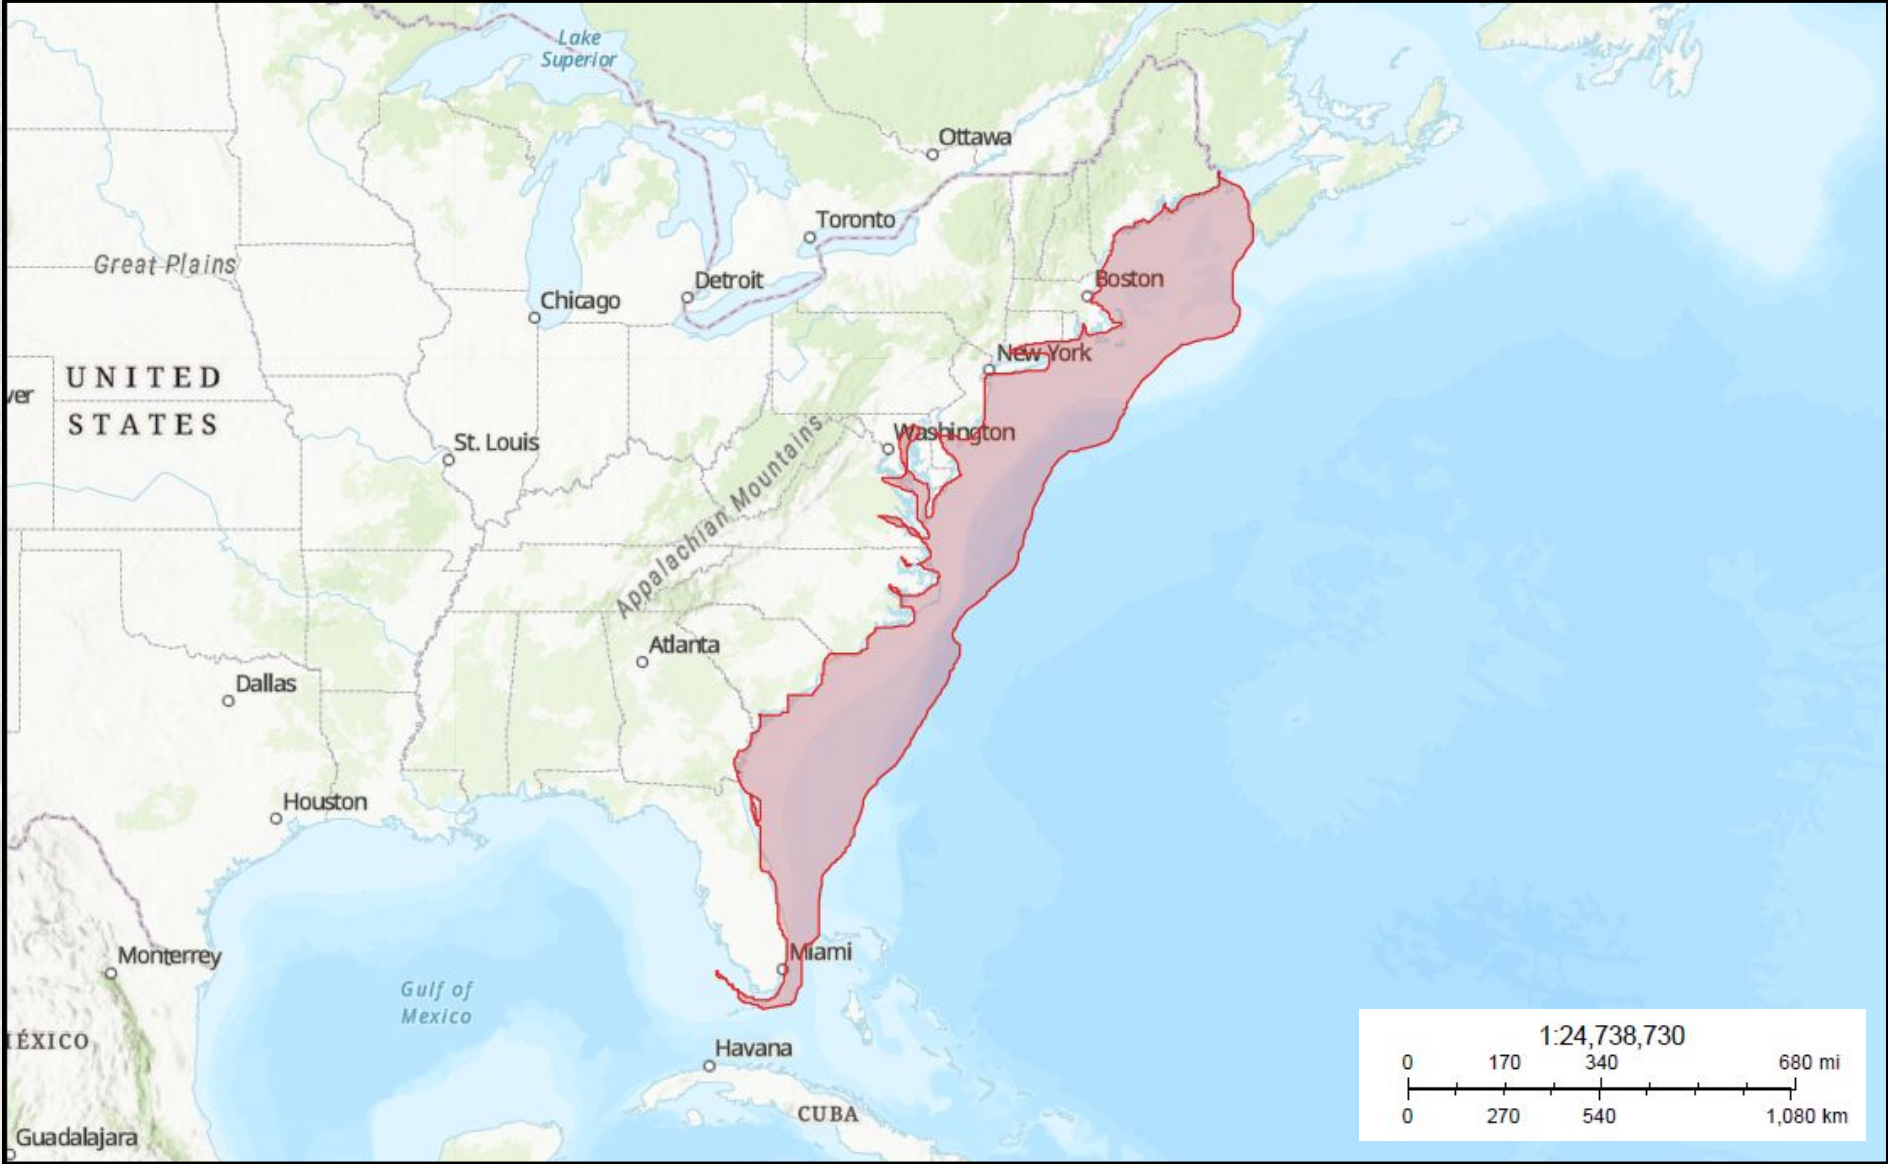 Lake
Superior
Ottawa
Toronto
Great Plains
Detroit
Boston
Chicago
New York
UNITED
ver
STATES
Washington
St. Louis
Appalachian Mountains
Atlanta
Dallas
Houston
Miami
Monterrey
Gulf of
Mexico
ÉXICO
Havana
CUBA
Guadalajara
1:24,738,730
0 170 340 680 mi
0 270 540 1,080 km